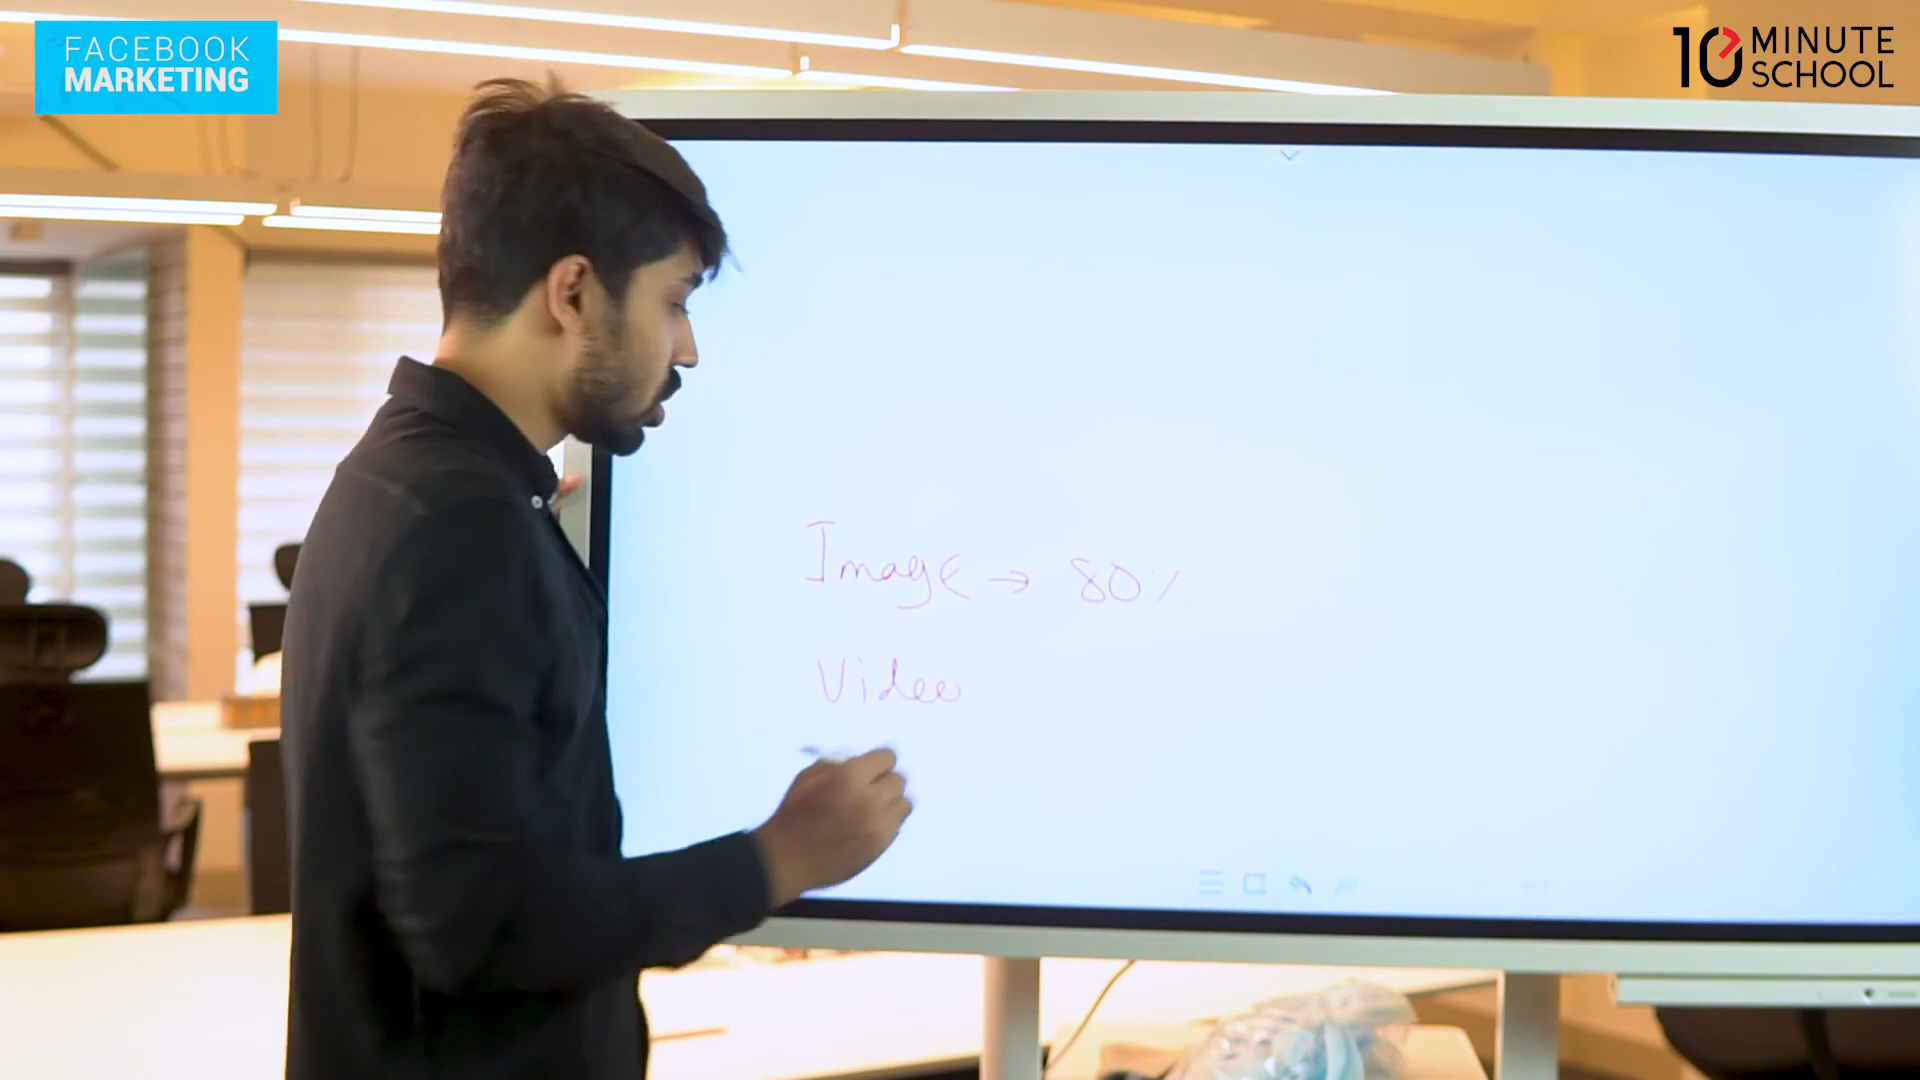 FACEBOOK
MARKETING
10 MINUTE
SCHOOL
Image → 80%
Video